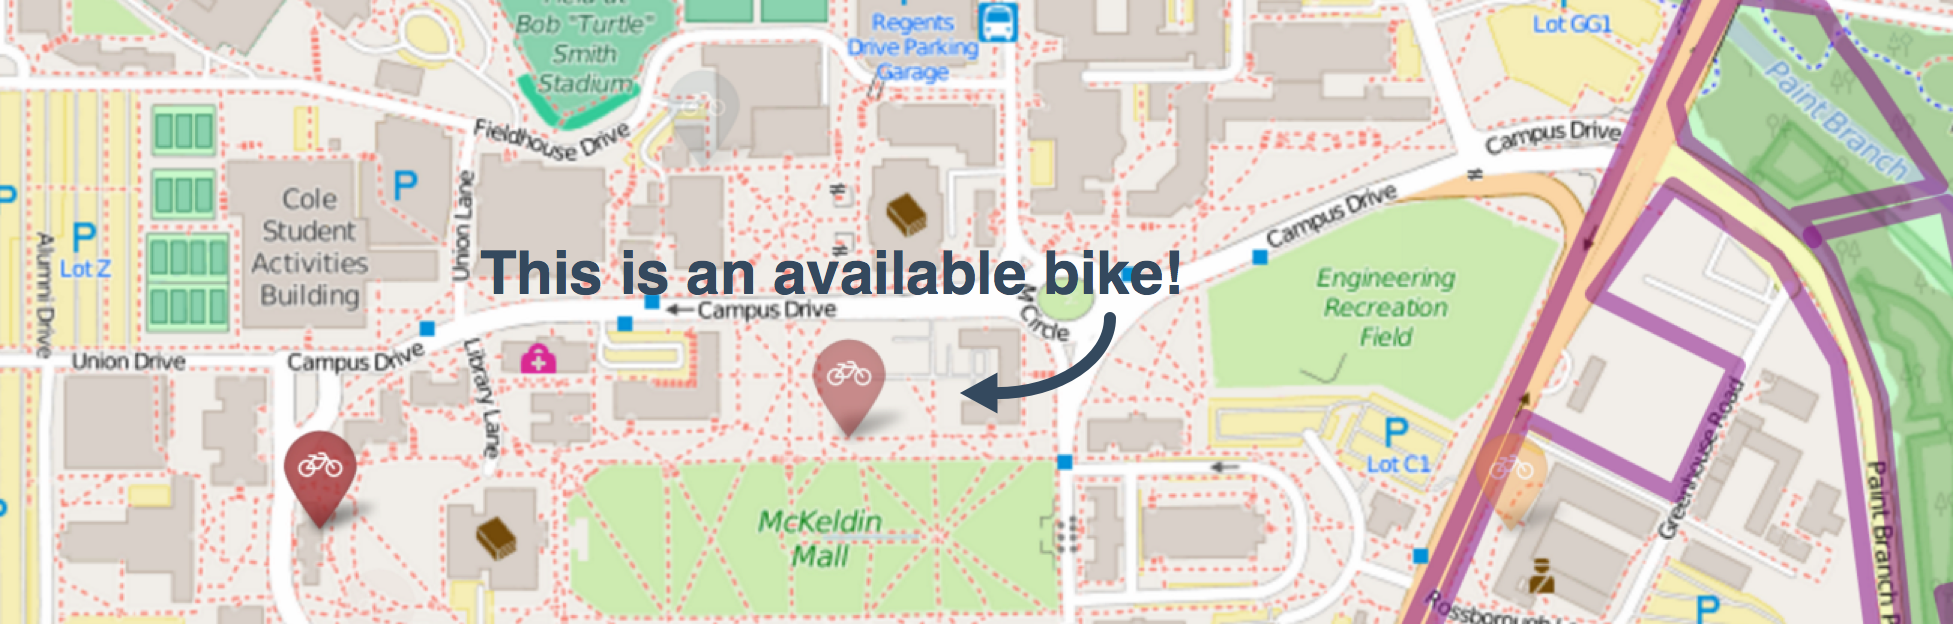 Bob "Turtle"
Smith
Stadium
Regents
Drive Parking
Garage
Lot GG1
Paint Branch
Fieldhouse Drive
Campus Drive
Cole
Student
Activities
Building
P
P
P
Lot Z
Alumni Drive
Union Lane
Campus Drive
This is an available bike!
Engineering
Recreation
Field
Campus Drive
M Circle
Union Drive
Campus Drive
Library Lane
P
Lot C1
Greenhouse Road
McKeldin
Mall
Paint Branch P
P